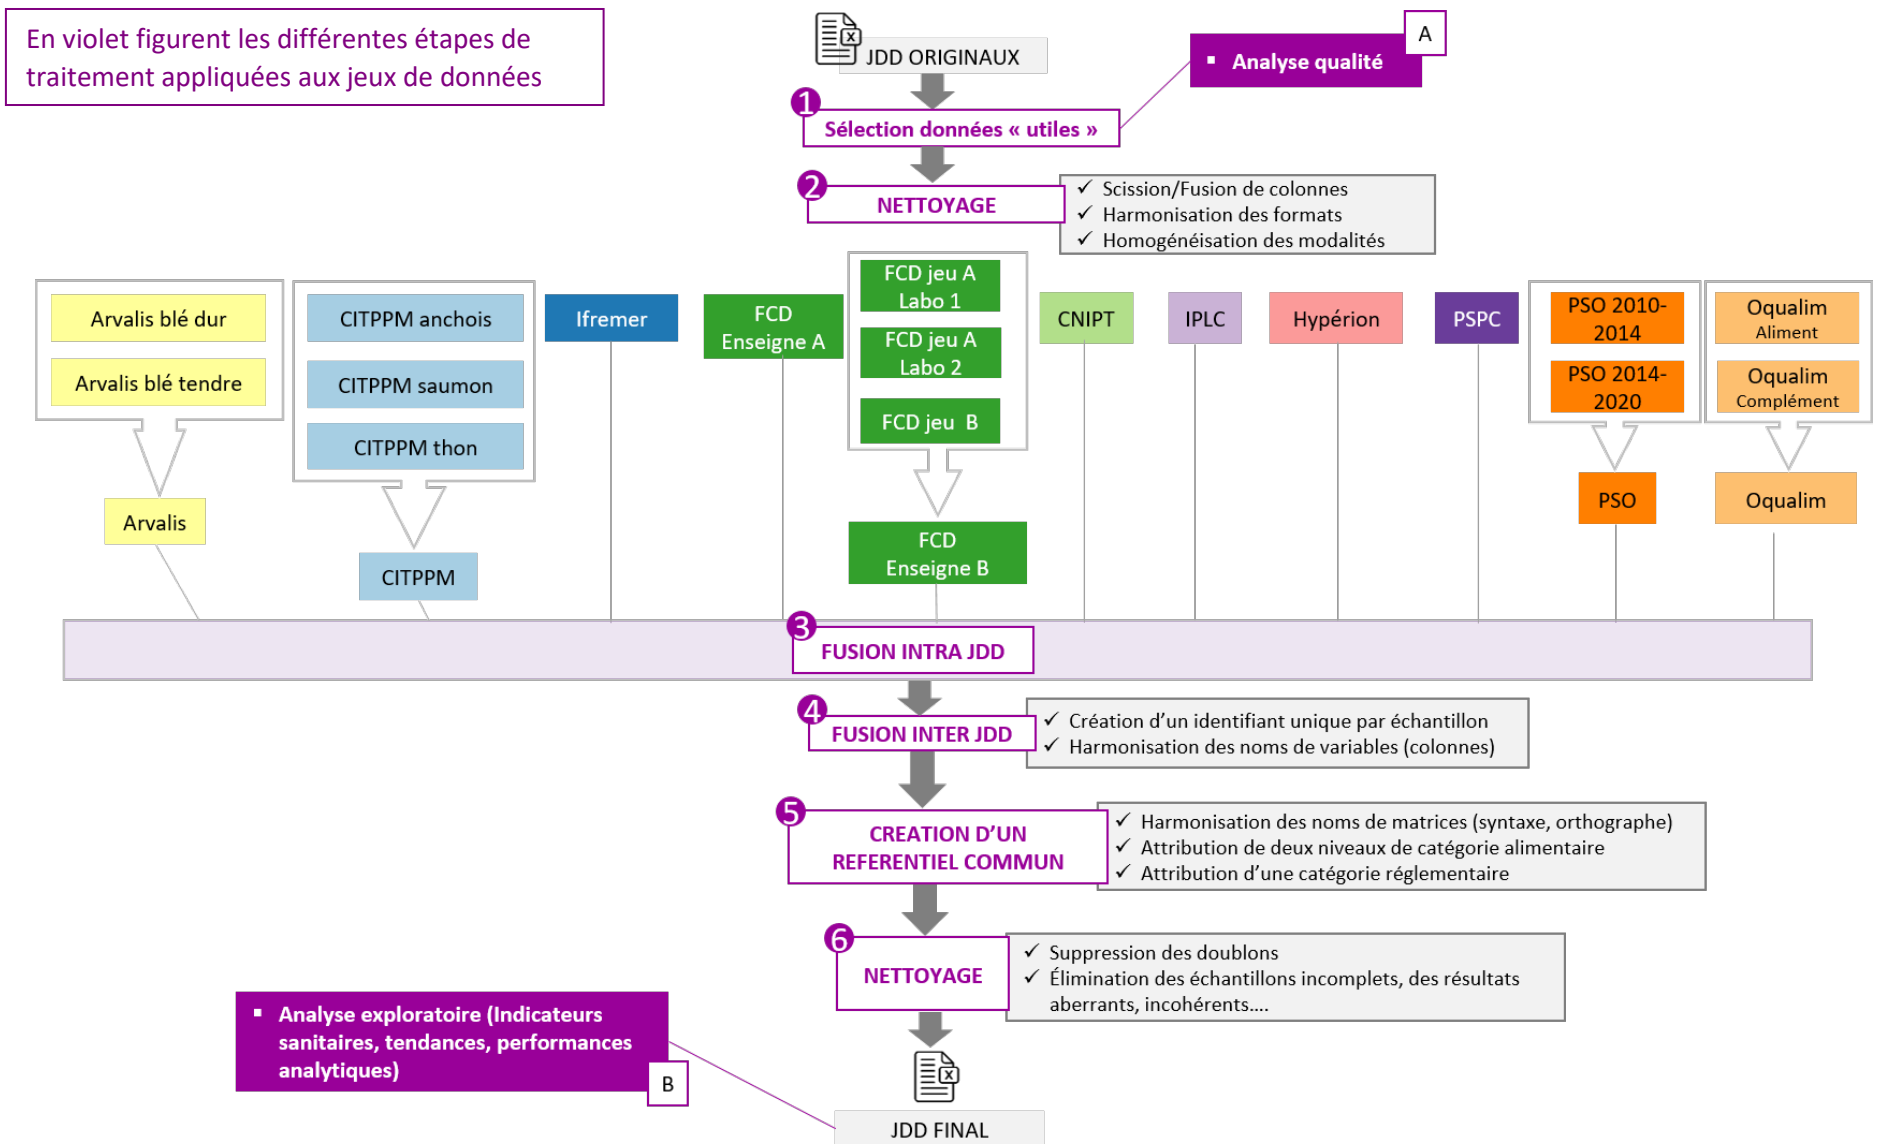 En violet figurent les différentes étapes de
traitement appliquées aux jeux de données
JDD ORIGINAUX
A
▪ Analyse qualité
1
Sélection données « utiles »
2
NETTOYAGE
✓ Scission/Fusion de colonnes
✓ Harmonisation des formats
✓ Homogénéisation des modalités
Arvalis blé dur
Arvalis blé tendre
Arvalis
CITPPM anchois
CITPPM saumon
CITPPM thon
CITPPM
Ifremer
FCD
Enseigne A
FCD jeu A
Labo 1
FCD jeu A
Labo 2
FCD jeu B
FCD
Enseigne B
CNIPT
IPLC
Hypérion
PSPC
PSO 2010-
2014
PSO 2014-
2020
PSO
Oqualim
Aliment
Oqualim
Complément
Oqualim
3
FUSION INTRA JDD
4
FUSION INTER JDD
✓ Création d’un identifiant unique par échantillon
✓ Harmonisation des noms de variables (colonnes)
5
CREATION D’UN
REFERENTIEL COMMUN
✓ Harmonisation des noms de matrices (syntaxe, orthographe)
✓ Attribution de deux niveaux de catégorie alimentaire
✓ Attribution d’une catégorie réglementaire
6
NETTOYAGE
✓ Suppression des doublons
✓ Élimination des échantillons incomplets, des résultats
aberrants, incohérents….
▪ Analyse exploratoire (Indicateurs
sanitaires, tendances, performances
analytiques)
B
JDD FINAL